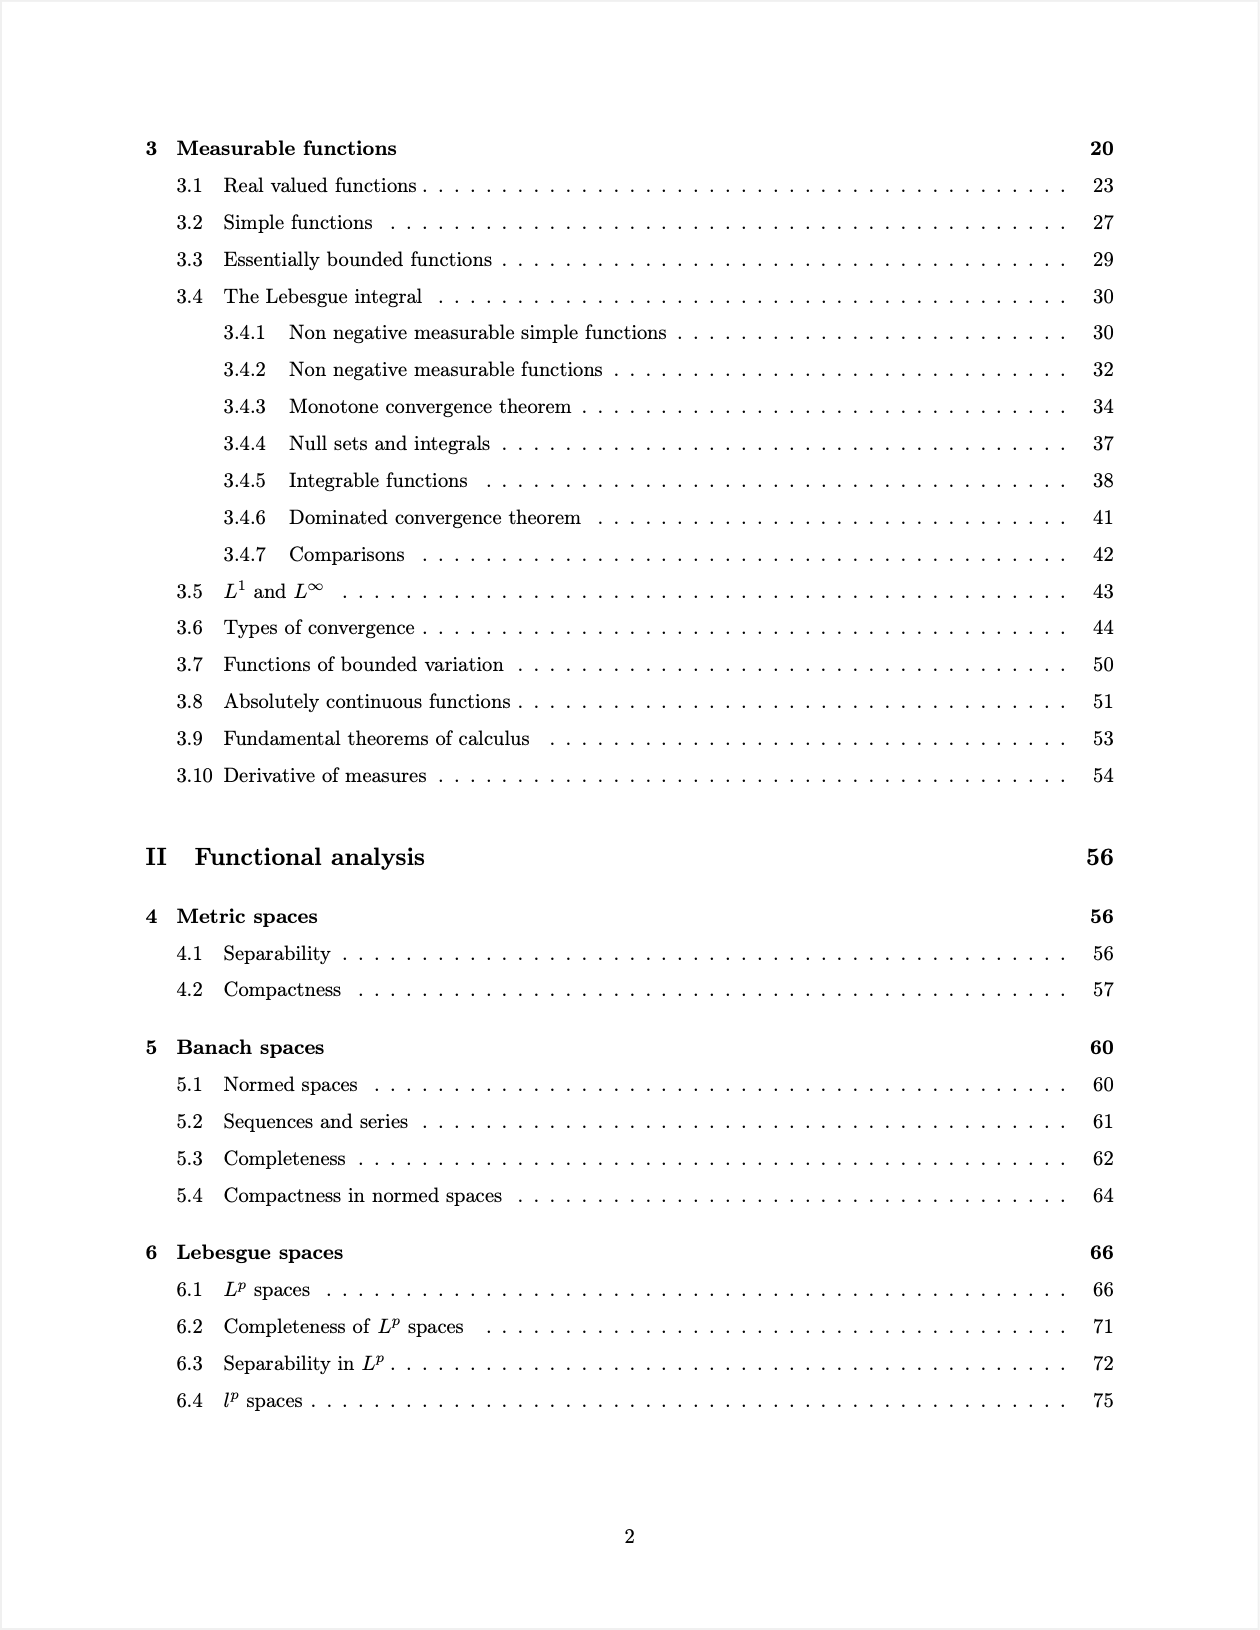 3 Measurable functions 20
3.1 Real valued functions . . . . . . . . . . . . . . . . . . . . . . . . . . . . . . . . . . . . . . . . . 23
3.2 Simple functions . . . . . . . . . . . . . . . . . . . . . . . . . . . . . . . . . . . . . . . . . . . 27
3.3 Essentially bounded functions . . . . . . . . . . . . . . . . . . . . . . . . . . . . . . . . . . . . 29
3.4 The Lebesgue integral . . . . . . . . . . . . . . . . . . . . . . . . . . . . . . . . . . . . . . . . 30
3.4.1 Non negative measurable simple functions . . . . . . . . . . . . . . . . . . . . . . . . . 30
3.4.2 Non negative measurable functions . . . . . . . . . . . . . . . . . . . . . . . . . . . . . 32
3.4.3 Monotone convergence theorem . . . . . . . . . . . . . . . . . . . . . . . . . . . . . . . 34
3.4.4 Null sets and integrals . . . . . . . . . . . . . . . . . . . . . . . . . . . . . . . . . . . . 37
3.4.5 Integrable functions . . . . . . . . . . . . . . . . . . . . . . . . . . . . . . . . . . . . . 38
3.4.6 Dominated convergence theorem . . . . . . . . . . . . . . . . . . . . . . . . . . . . . . 41
3.4.7 Comparisons . . . . . . . . . . . . . . . . . . . . . . . . . . . . . . . . . . . . . . . . . 42
3.5 L¹ and L^∞ . . . . . . . . . . . . . . . . . . . . . . . . . . . . . . . . . . . . . . . . . . . . . . 43
3.6 Types of convergence . . . . . . . . . . . . . . . . . . . . . . . . . . . . . . . . . . . . . . . . . 44
3.7 Functions of bounded variation . . . . . . . . . . . . . . . . . . . . . . . . . . . . . . . . . . . 50
3.8 Absolutely continuous functions . . . . . . . . . . . . . . . . . . . . . . . . . . . . . . . . . . . 51
3.9 Fundamental theorems of calculus . . . . . . . . . . . . . . . . . . . . . . . . . . . . . . . . . 53
3.10 Derivative of measures . . . . . . . . . . . . . . . . . . . . . . . . . . . . . . . . . . . . . . . . 54
II Functional analysis 56
4 Metric spaces 56
4.1 Separability . . . . . . . . . . . . . . . . . . . . . . . . . . . . . . . . . . . . . . . . . . . . . . 56
4.2 Compactness . . . . . . . . . . . . . . . . . . . . . . . . . . . . . . . . . . . . . . . . . . . . . 57
5 Banach spaces 60
5.1 Normed spaces . . . . . . . . . . . . . . . . . . . . . . . . . . . . . . . . . . . . . . . . . . . . 60
5.2 Sequences and series . . . . . . . . . . . . . . . . . . . . . . . . . . . . . . . . . . . . . . . . . 61
5.3 Completeness . . . . . . . . . . . . . . . . . . . . . . . . . . . . . . . . . . . . . . . . . . . . . 62
5.4 Compactness in normed spaces . . . . . . . . . . . . . . . . . . . . . . . . . . . . . . . . . . . 64
6 Lebesgue spaces 66
6.1 L^p spaces . . . . . . . . . . . . . . . . . . . . . . . . . . . . . . . . . . . . . . . . . . . . . . . 66
6.2 Completeness of L^p spaces . . . . . . . . . . . . . . . . . . . . . . . . . . . . . . . . . . . . . 71
6.3 Separability in L^p . . . . . . . . . . . . . . . . . . . . . . . . . . . . . . . . . . . . . . . . . . . 72
6.4 l^p spaces . . . . . . . . . . . . . . . . . . . . . . . . . . . . . . . . . . . . . . . . . . . . . . . . 75
2